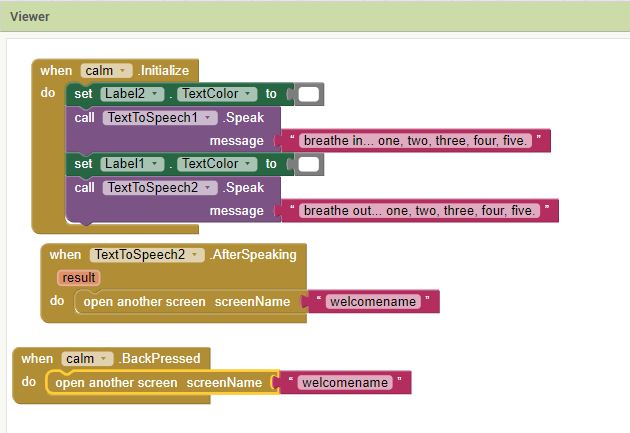 Viewer
when calm .Initialize
do set Label2 . TextColor to
call TextToSpeech1 .Speak
message " breathe in... one, two, three, four, five. "
set Label1 . TextColor to
call TextToSpeech2 .Speak
message " breathe out... one, two, three, four, five. "
when TextToSpeech2 .AfterSpeaking
result
do open another screen screenName " welcomename "
when calm .BackPressed
do open another screen screenName " welcomename "